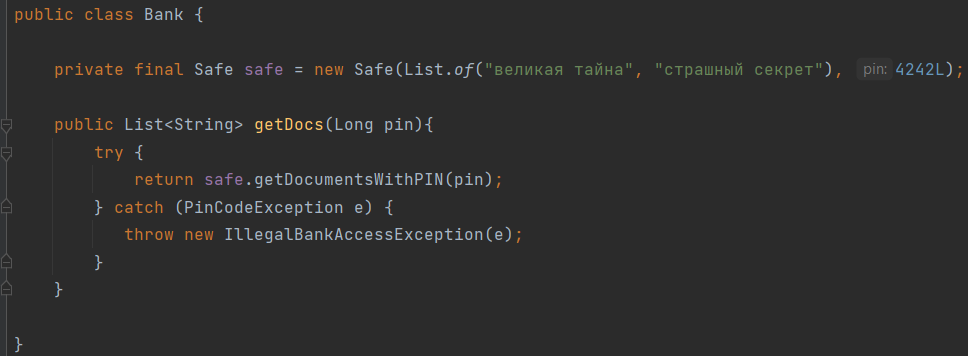 public class Bank {
private final Safe safe = new Safe(List.of("великая тайна", "страшный секрет"), pin: 4242L);
public List<String> getDocs(Long pin){
try {
return safe.getDocumentsWithPIN(pin);
} catch (PinCodeException e) {
throw new IllegalBankAccessException(e);
}
}
}